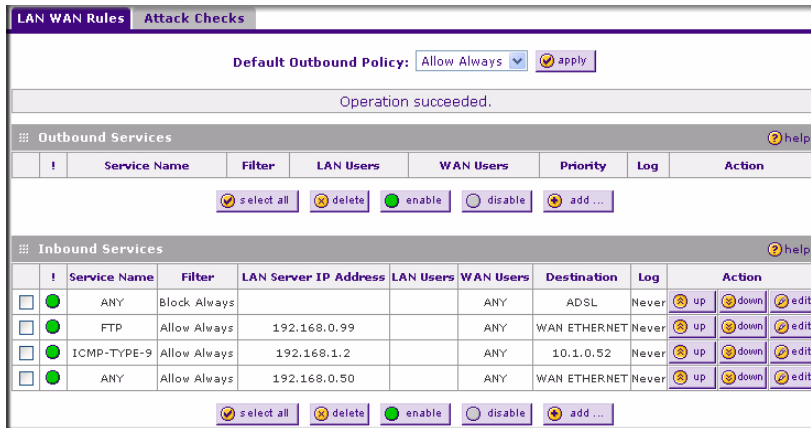 LAN WAN Rules Attack Checks
Default Outbound Policy: Allow Always apply
Operation succeeded.
Outbound Services help
! Service Name Filter LAN Users WAN Users Priority Log Action
select all delete enable disable add ...
Inbound Services help
! Service Name Filter LAN Server IP Address LAN Users WAN Users Destination Log Action
ANY Block Always ANY ADSL Never up down edit
FTP Allow Always 192.168.0.99 ANY WAN ETHERNET Never up down edit
ICMP-TYPE-9 Allow Always 192.168.1.2 ANY 10.1.0.52 Never up down edit
ANY Allow Always 192.168.0.50 ANY WAN ETHERNET Never up down edit
select all delete enable disable add ...